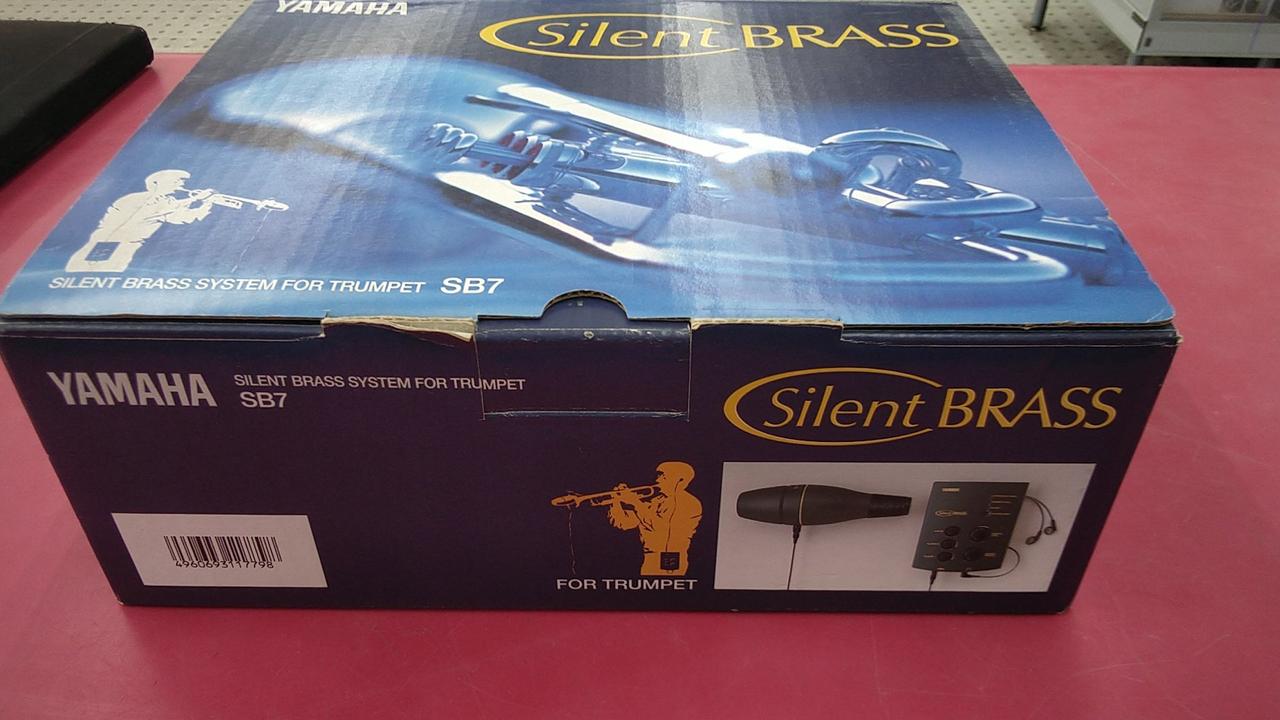 YAMAHA
Silent BRASS
SILENT BRASS SYSTEM FOR TRUMPET SB7
YAMAHA
SILENT BRASS SYSTEM FOR TRUMPET
SB7
Silent BRASS
FOR TRUMPET
4960693117798